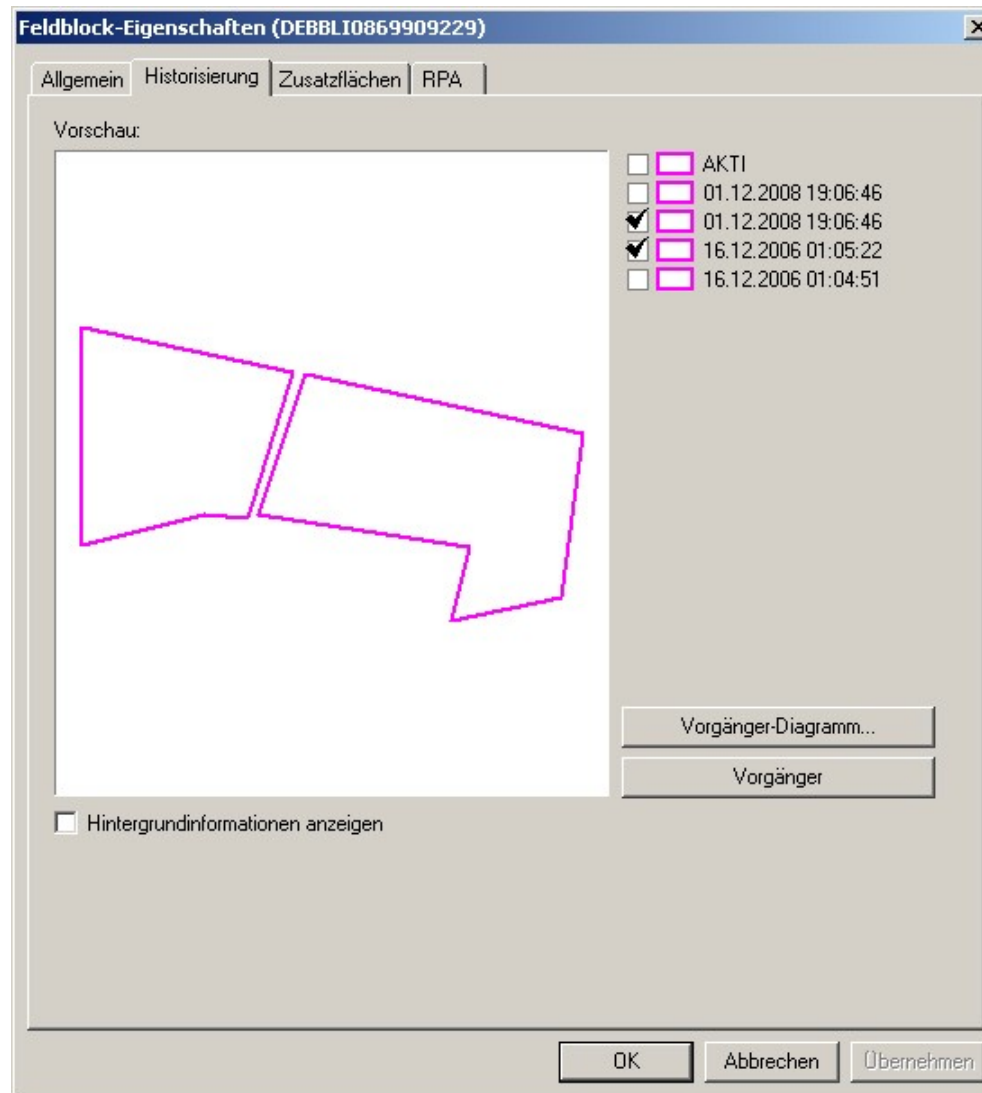 Feldblock-Eigenschaften (DEBBLI0869909229)
Allgemein Historisierung Zusatzflächen RPA
Vorschau:
AKTI
01.12.2008 19:06:46
01.12.2008 19:06:46
16.12.2006 01:05:22
16.12.2006 01:04:51
Vorgänger-Diagramm...
Vorgänger
Hintergrundinformationen anzeigen
OK Abbrechen Übernehmen